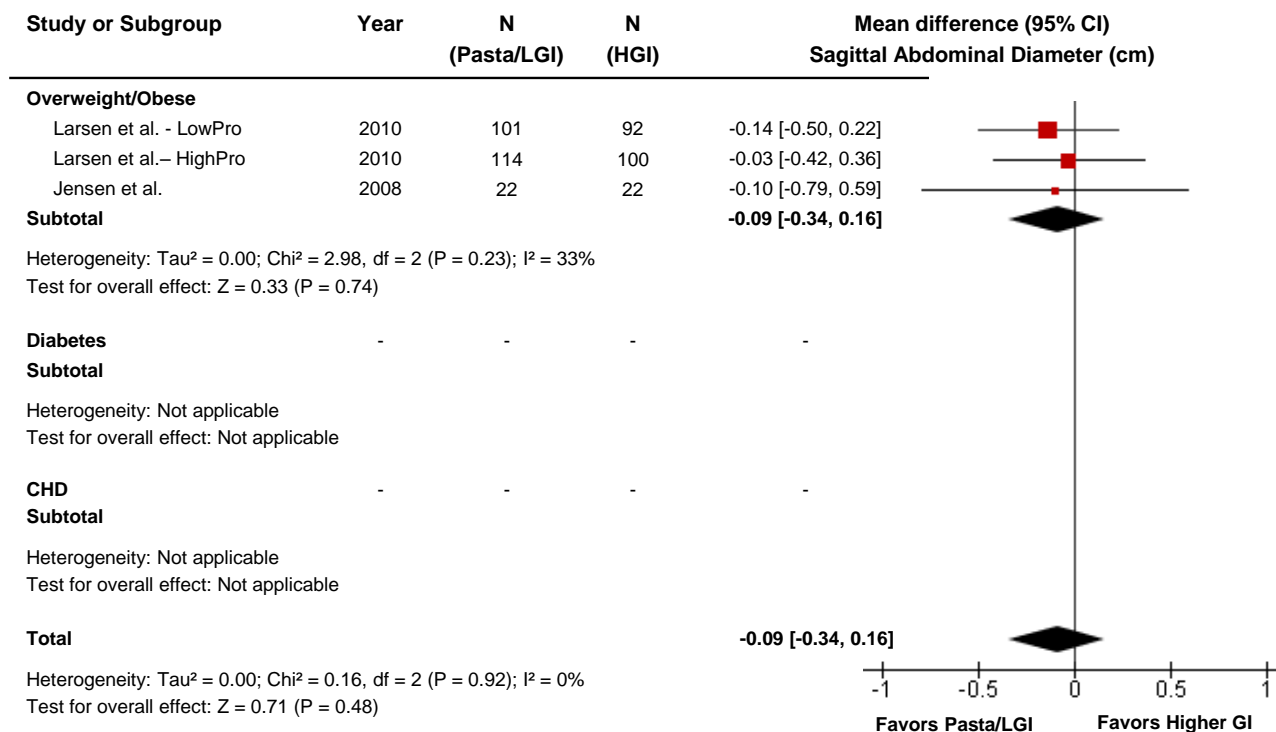 Study or Subgroup Year N N Mean difference (95% CI)
(Pasta/LGI) (HGI) Sagittal Abdominal Diameter (cm)
Overweight/Obese
Larsen et al. - LowPro 2010 101 92 -0.14 [-0.50, 0.22]
Larsen et al.– HighPro 2010 114 100 -0.03 [-0.42, 0.36]
Jensen et al. 2008 22 22 -0.10 [-0.79, 0.59]
Subtotal -0.09 [-0.34, 0.16]
Heterogeneity: Tau² = 0.00; Chi² = 2.98, df = 2 (P = 0.23); I² = 33%
Test for overall effect: Z = 0.33 (P = 0.74)
Diabetes - - - -
Subtotal
Heterogeneity: Not applicable
Test for overall effect: Not applicable
CHD - - - -
Subtotal
Heterogeneity: Not applicable
Test for overall effect: Not applicable
Total -0.09 [-0.34, 0.16]
Heterogeneity: Tau² = 0.00; Chi² = 0.16, df = 2 (P = 0.92); I² = 0%
Test for overall effect: Z = 0.71 (P = 0.48)
-1 -0.5 0 0.5 1
Favors Pasta/LGI Favors Higher GI